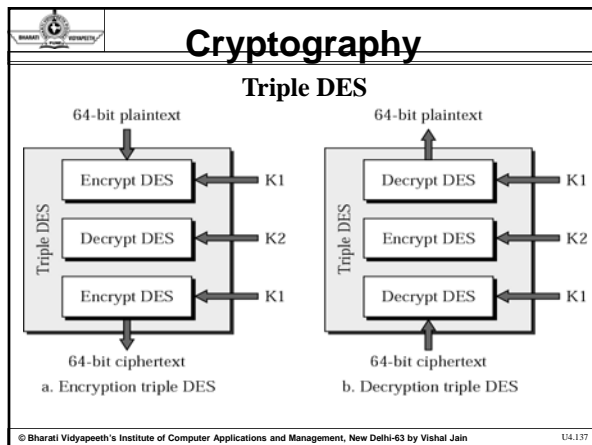 BHARATI VIDYAPEETH
PUNE
Cryptography
Triple DES
64-bit plaintext
Triple DES
Encrypt DES
K1
Decrypt DES
K2
Encrypt DES
K1
64-bit ciphertext
a. Encryption triple DES
64-bit plaintext
Triple DES
Decrypt DES
K1
Encrypt DES
K2
Decrypt DES
K1
64-bit ciphertext
b. Decryption triple DES
© Bharati Vidyapeeth's Institute of Computer Applications and Management, New Delhi-63 by Vishal Jain
U4.137